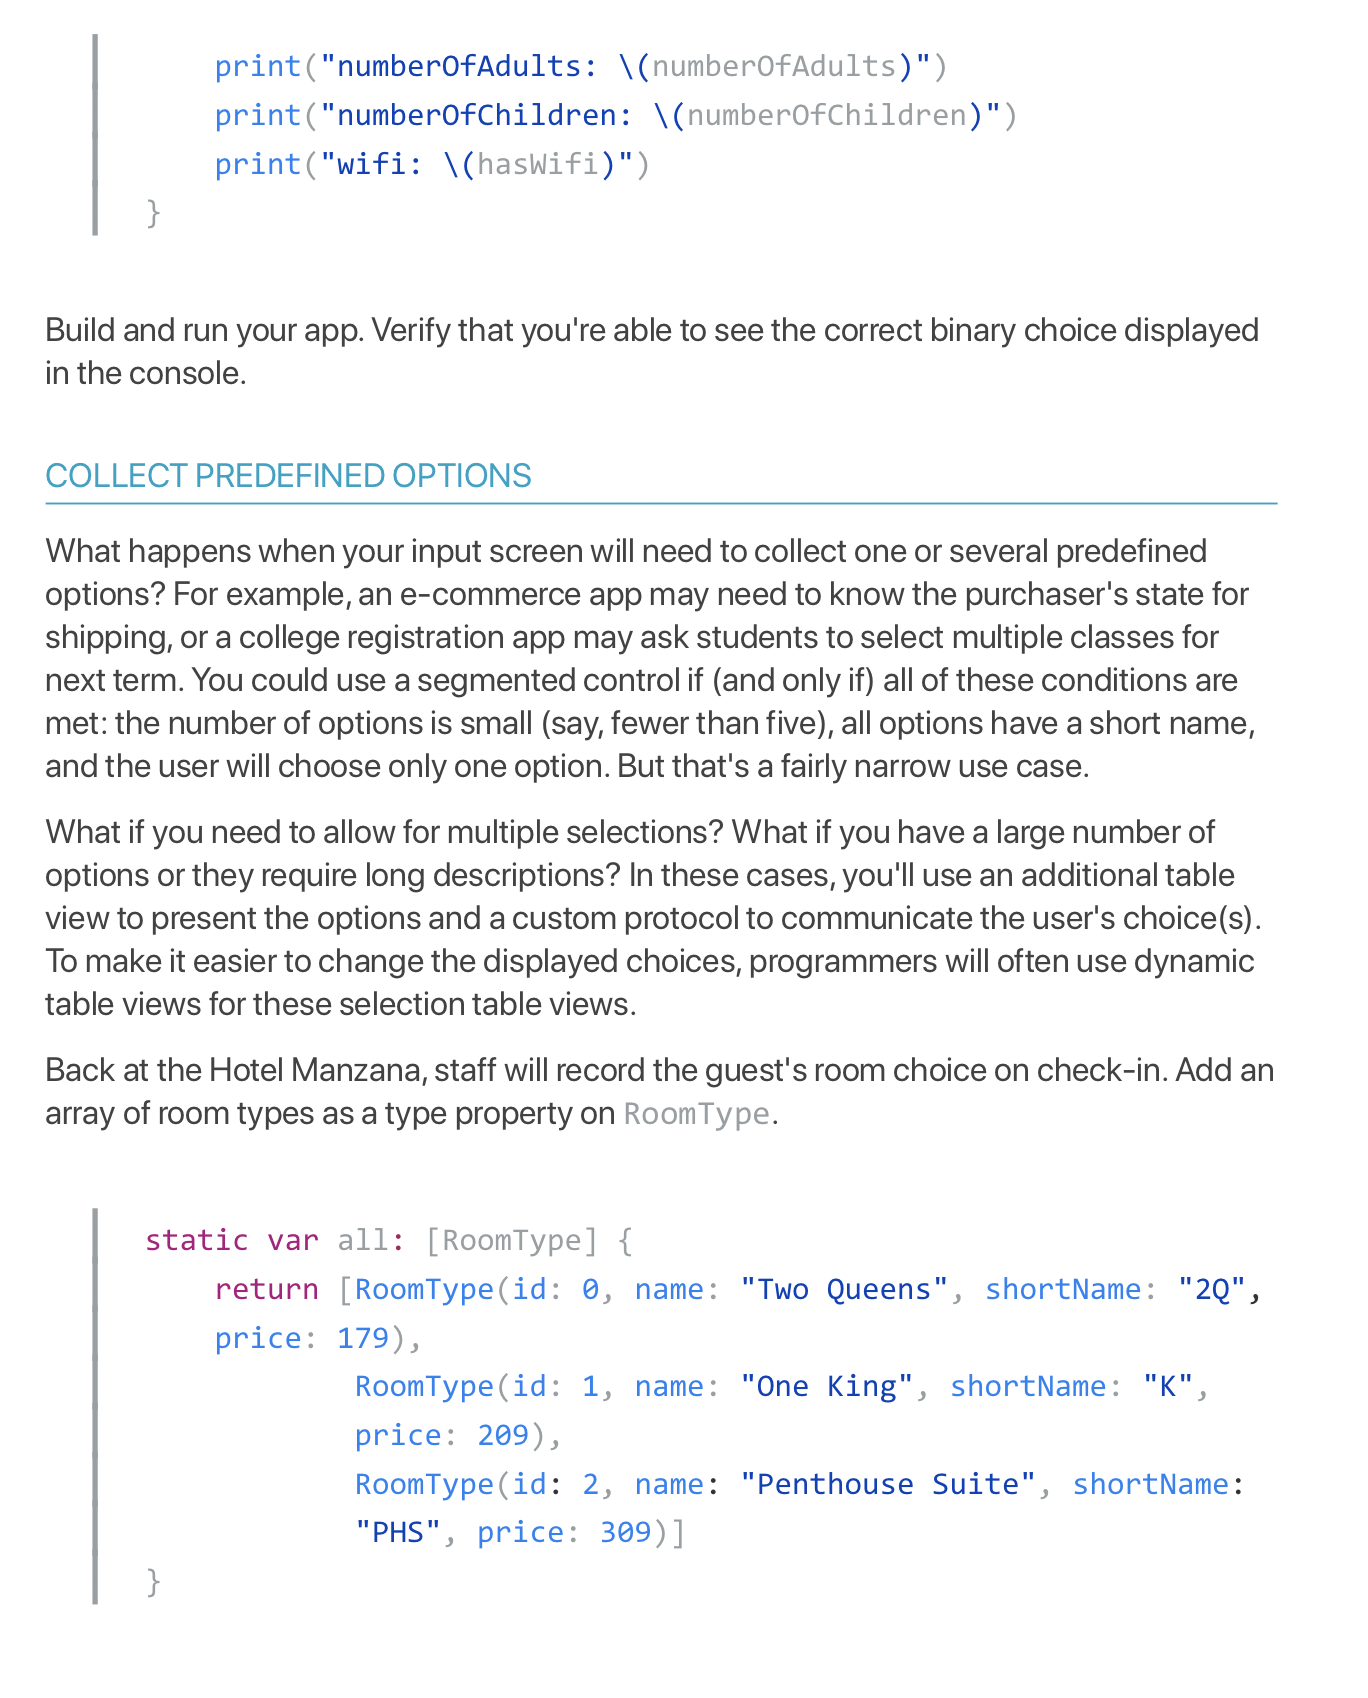 print("numberOfAdults: \(numberOfAdults)")
print("numberOfChildren: \(numberOfChildren)")
print("wifi: \(hasWifi)")
}
Build and run your app. Verify that you're able to see the correct binary choice displayed
in the console.
COLLECT PREDEFINED OPTIONS
What happens when your input screen will need to collect one or several predefined
options? For example, an e-commerce app may need to know the purchaser's state for
shipping, or a college registration app may ask students to select multiple classes for
next term. You could use a segmented control if (and only if) all of these conditions are
met: the number of options is small (say, fewer than five), all options have a short name,
and the user will choose only one option. But that's a fairly narrow use case.
What if you need to allow for multiple selections? What if you have a large number of
options or they require long descriptions? In these cases, you'll use an additional table
view to present the options and a custom protocol to communicate the user's choice(s).
To make it easier to change the displayed choices, programmers will often use dynamic
table views for these selection table views.
Back at the Hotel Manzana, staff will record the guest's room choice on check-in. Add an
array of room types as a type property on RoomType.
static var all: [RoomType] {
return [RoomType(id: 0, name: "Two Queens", shortName: "2Q",
price: 179),
RoomType(id: 1, name: "One King", shortName: "K",
price: 209),
RoomType(id: 2, name: "Penthouse Suite", shortName:
"PHS", price: 309)]
}